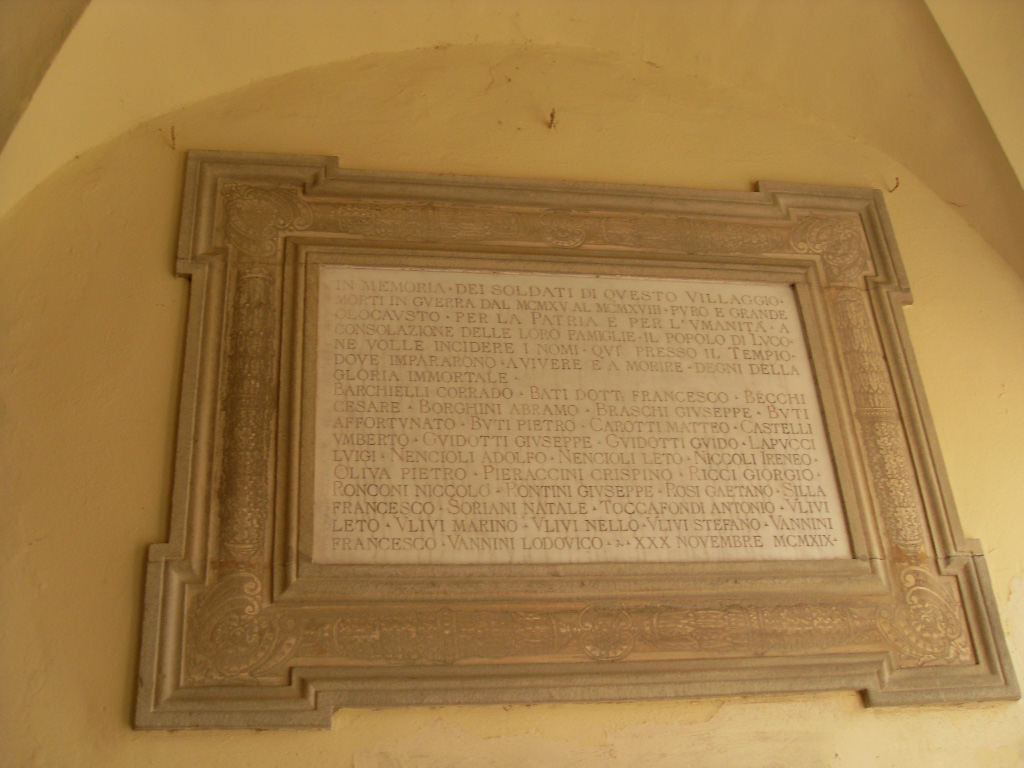 IN MEMORIA · DEI SOLDATI DI QVESTO VILLAGGIO ·
MORTI IN GVERRA DAL MCMXV AL MCMXVIII · PVRO E GRANDE
OLOCAVSTO · PER LA PATRIA E PER L'VMANITÀ · A
CONSOLAZIONE DELLE LORO FAMIGLIE · IL POPOLO DI LVCO-
NE VOLLE INCIDERE I NOMI · QVI PRESSO IL TEMPIO ·
DOVE IMPARARONO · A VIVERE E A MORIRE · DEGNI DELLA
GLORIA IMMORTALE ·
BARCHIELLI CORRADO · BATI DOTT: FRANCESCO · BECCHI
CESARE · BORGHINI ABRAMO · BRASCHI GIVSEPPE · BVTI
AFFORTVNATO · BVTI PIETRO · CAROTTI MATTEO · CASTELLI
VMBERTO · GVIDOTTI GIVSEPPE · GVIDOTTI GVIDO · LAPVCCI
LVIGI · NENCIOLI ADOLFO · NENCIOLI LETO · NICCOLI IRENEO ·
OLIVA PIETRO · PIERACCINI CRISPINO · RICCI GIORGIO ·
RONCONI NICCOLÒ · RONTINI GIVSEPPE · ROSI GAETANO · SILLA
FRANCESCO · SORIANI NATALE · TOCCAFONDI ANTONIO · VLIVI
LETO · VLIVI MARINO · VLIVI NELLO · VLIVI STEFANO · VANNINI
FRANCESCO · VANNINI LODOVICO · XXX NOVEMBRE MCMXIX ·